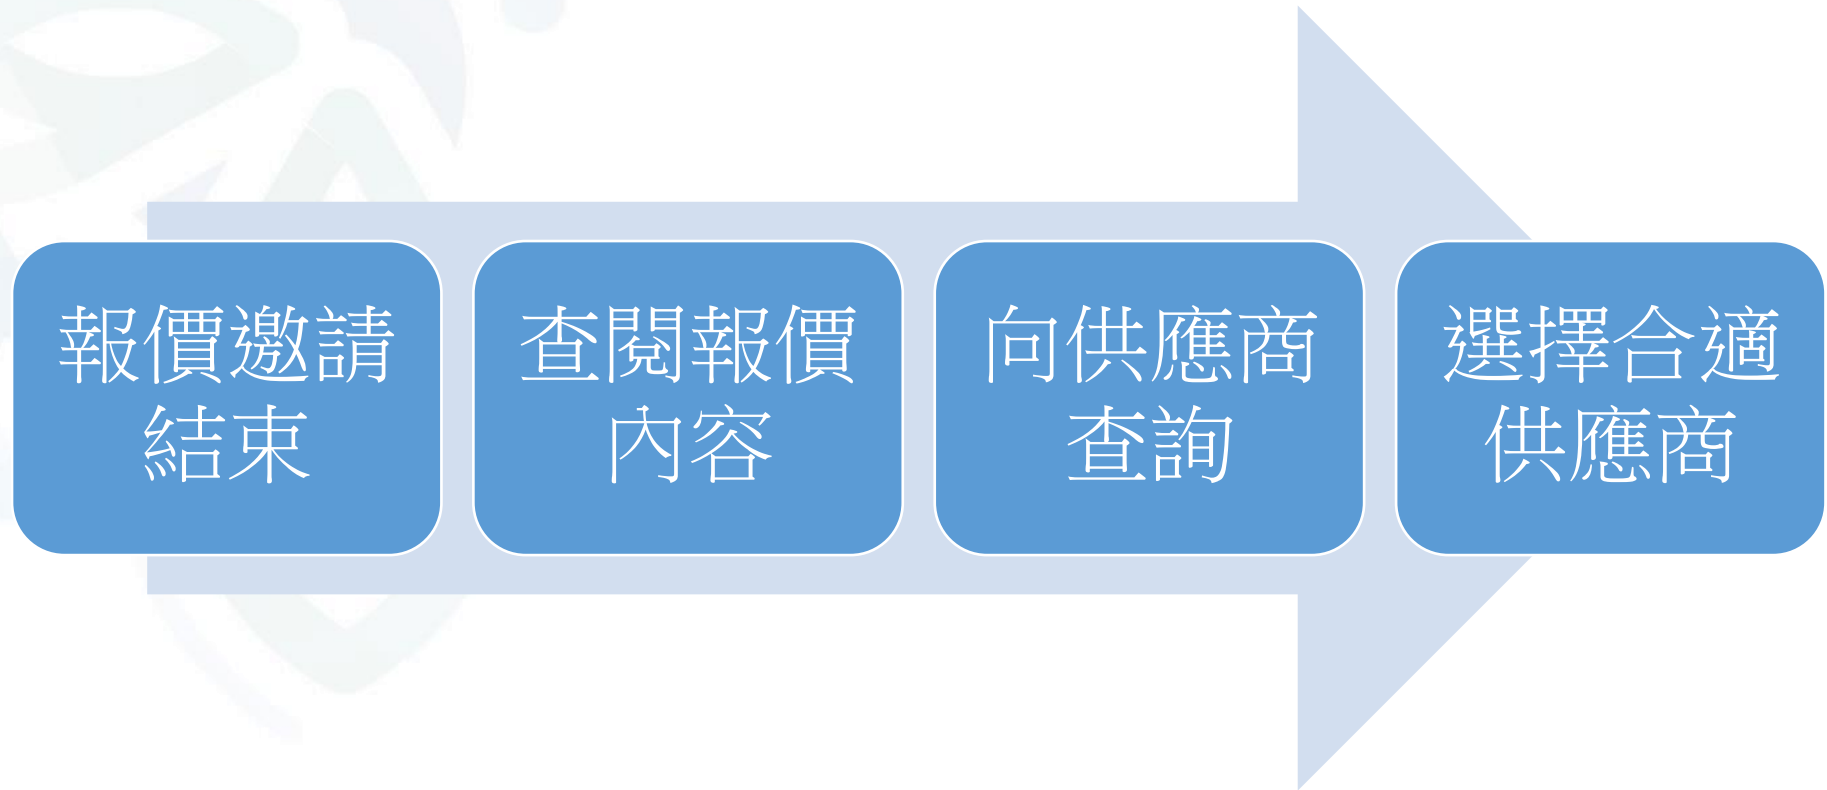 報價邀請
結束
查閱報價
內容
向供應商
查詢
選擇合適
供應商